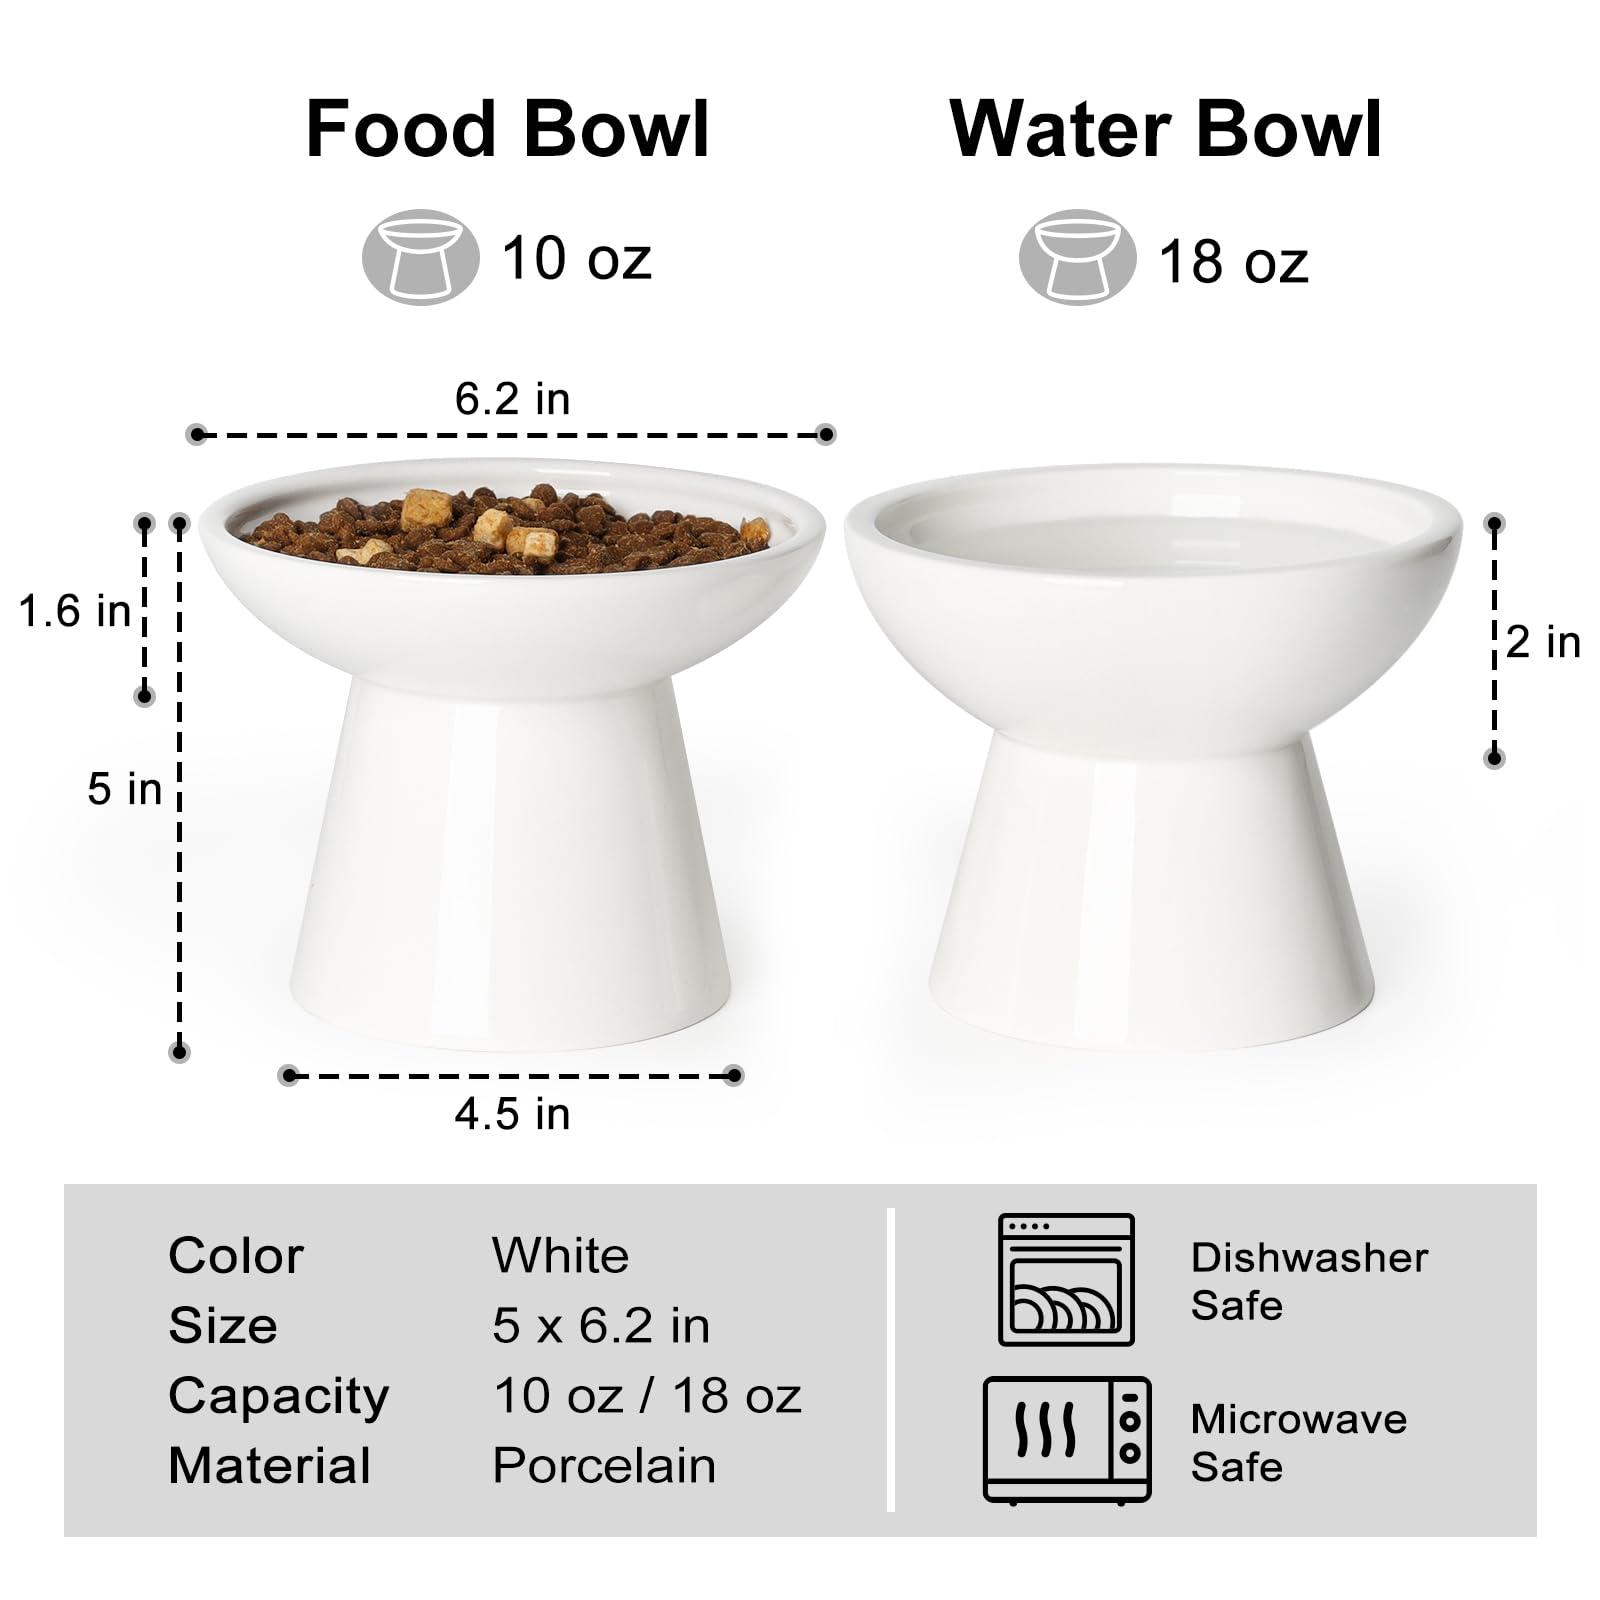 Food Bowl
Water Bowl
10 oz
18 oz
6.2 in
1.6 in
2 in
5 in
4.5 in
Color White
Size 5 x 6.2 in
Capacity 10 oz / 18 oz
Material Porcelain
Dishwasher
Safe
Microwave
Safe